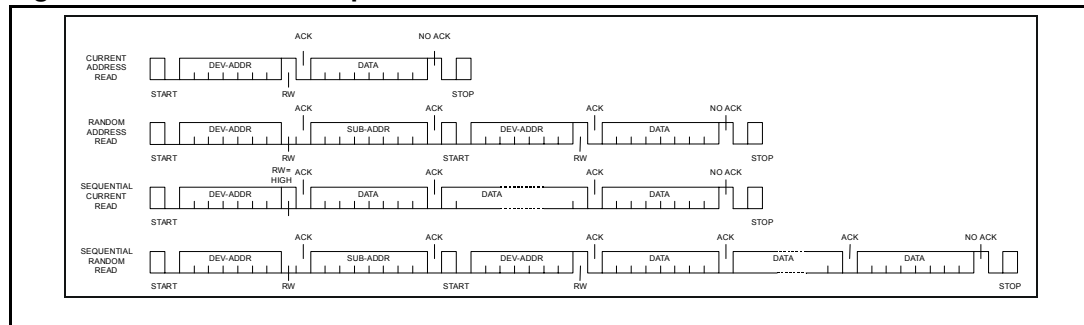 ACK NO ACK
CURRENT
ADDRESS
READ
DEV-ADDR DATA
START RW STOP
ACK ACK ACK NO ACK
RANDOM
ADDRESS
READ
DEV-ADDR SUB-ADDR DEV-ADDR DATA
START RW START RW STOP
RW=
HIGH
ACK ACK ACK NO ACK
SEQUENTIAL
CURRENT
READ
DEV-ADDR DATA DATA DATA
START STOP
ACK ACK ACK ACK ACK NO ACK
SEQUENTIAL
RANDOM
READ
DEV-ADDR SUB-ADDR DEV-ADDR DATA DATA DATA
START RW START RW STOP